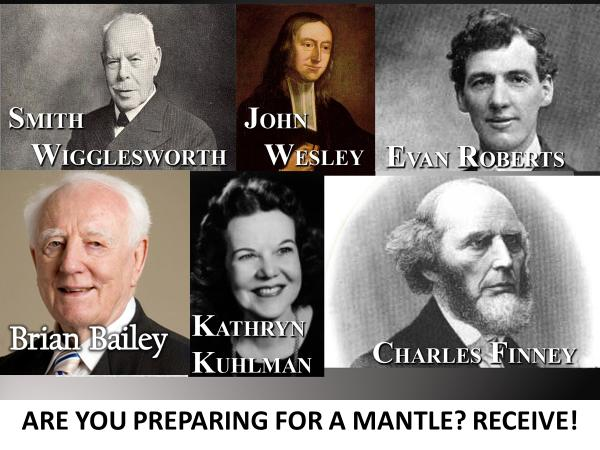 SMITH
WIGGLESWORTH
JOHN
WESLEY
EVAN ROBERTS
Brian Bailey
KATHRYN
KUHLMAN
CHARLES FINNEY
ARE YOU PREPARING FOR A MANTLE? RECEIVE!